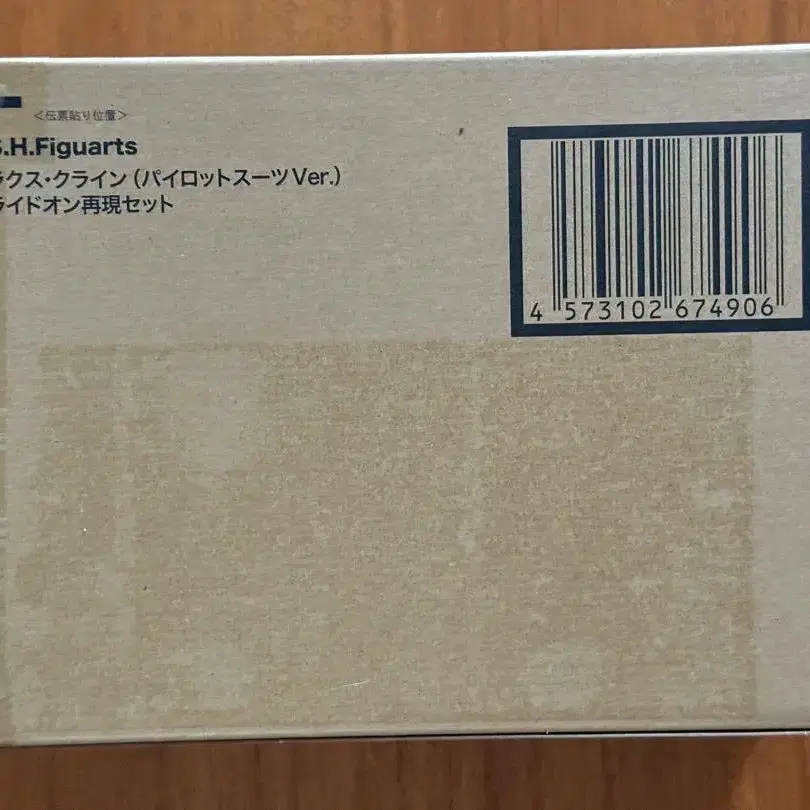 <伝票貼り位置>
S.H.Figuarts
ラクス・クライン(パイロットスーツVer.)
ライドオン再現セット
4 573102 674906